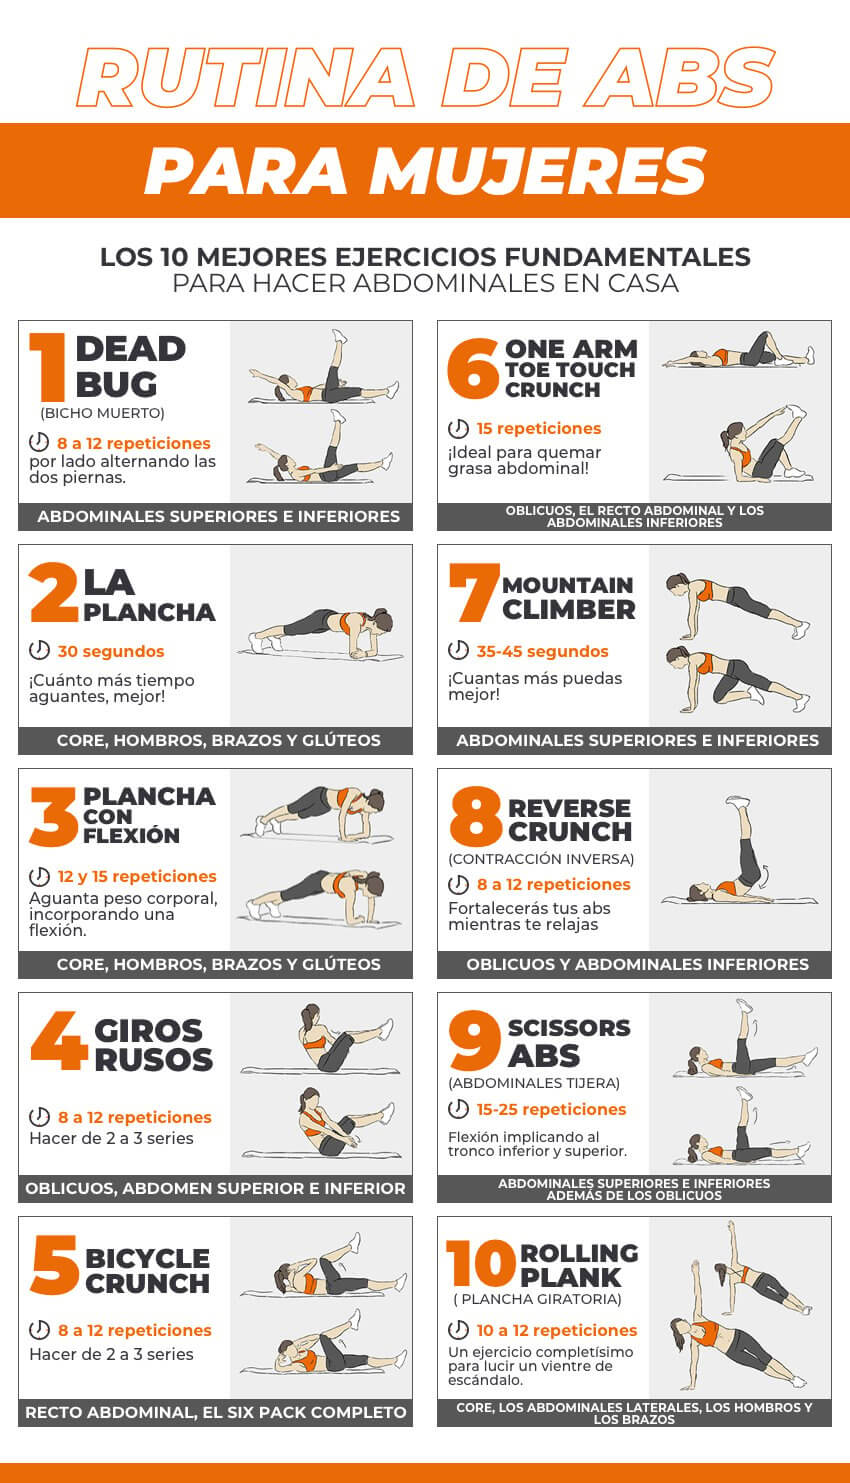 RUTINA DE ABS
PARA MUJERES
LOS 10 MEJORES EJERCICIOS FUNDAMENTALES
PARA HACER ABDOMINALES EN CASA
1 DEAD
BUG
(BICHO MUERTO)
8 a 12 repeticiones
por lado alternando las
dos piernas.
ABDOMINALES SUPERIORES E INFERIORES
2 LA
PLANCHA
30 segundos
¡Cuánto más tiempo
aguantes, mejor!
CORE, HOMBROS, BRAZOS Y GLÚTEOS
3 PLANCHA
CON
FLEXIÓN
12 y 15 repeticiones
Aguanta peso corporal,
incorporando una
flexión.
CORE, HOMBROS, BRAZOS Y GLÚTEOS
4 GIROS
RUSOS
8 a 12 repeticiones
Hacer de 2 a 3 series
OBLICUOS, ABDOMEN SUPERIOR E INFERIOR
5 BICYCLE
CRUNCH
8 a 12 repeticiones
Hacer de 2 a 3 series
RECTO ABDOMINAL, EL SIX PACK COMPLETO
6 ONE ARM
TOE TOUCH
CRUNCH
15 repeticiones
¡Ideal para quemar
grasa abdominal!
OBLICUOS, EL RECTO ABDOMINAL Y LOS
ABDOMINALES INFERIORES
7 MOUNTAIN
CLIMBER
35-45 segundos
¡Cuantas más puedas
mejor!
ABDOMINALES SUPERIORES E INFERIORES
8 REVERSE
CRUNCH
(CONTRACCIÓN INVERSA)
8 a 12 repeticiones
Fortalecerás tus abs
mientras te relajas
OBLICUOS Y ABDOMINALES INFERIORES
9 SCISSORS
ABS
(ABDOMINALES TIJERA)
15-25 repeticiones
Flexión implicando al
tronco inferior y superior.
ABDOMINALES SUPERIORES E INFERIORES
ADEMÁS DE LOS OBLICUOS
10 ROLLING
PLANK
( PLANCHA GIRATORIA)
10 a 12 repeticiones
Un ejercicio completísimo
para lucir un vientre de
escándalo.
CORE, LOS ABDOMINALES LATERALES, LOS HOMBROS Y
LOS BRAZOS